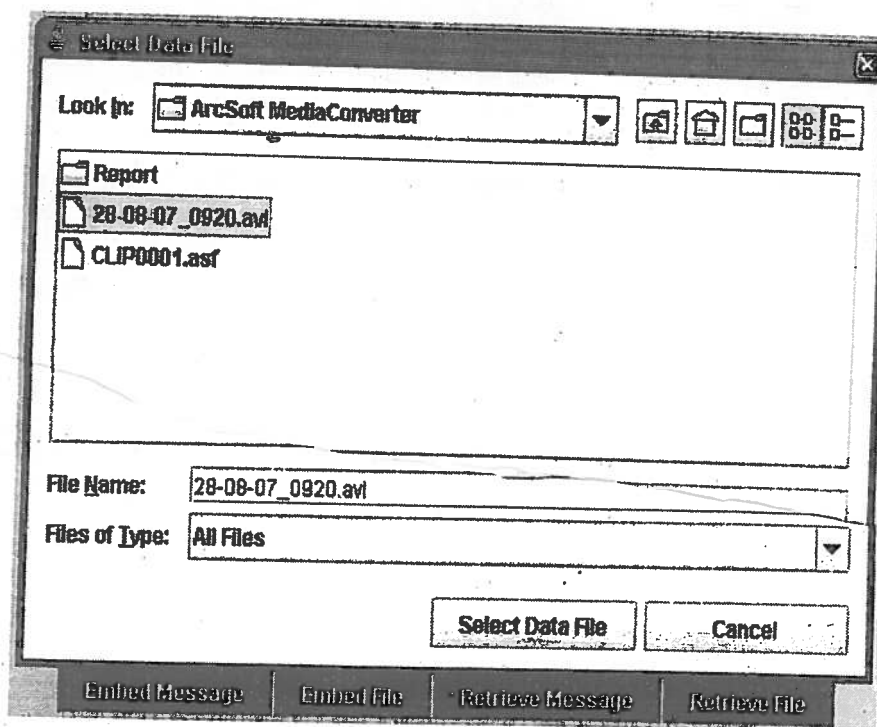 Select Data File
Look In: ArcSoft MediaConverter
Report
28-08-07_0920.avi
CLIP0001.asf
File Name: 28-08-07_0920.avi
Files of Type: All Files
Select Data File Cancel
Embed Message Embed File Retrieve Message Retrieve File